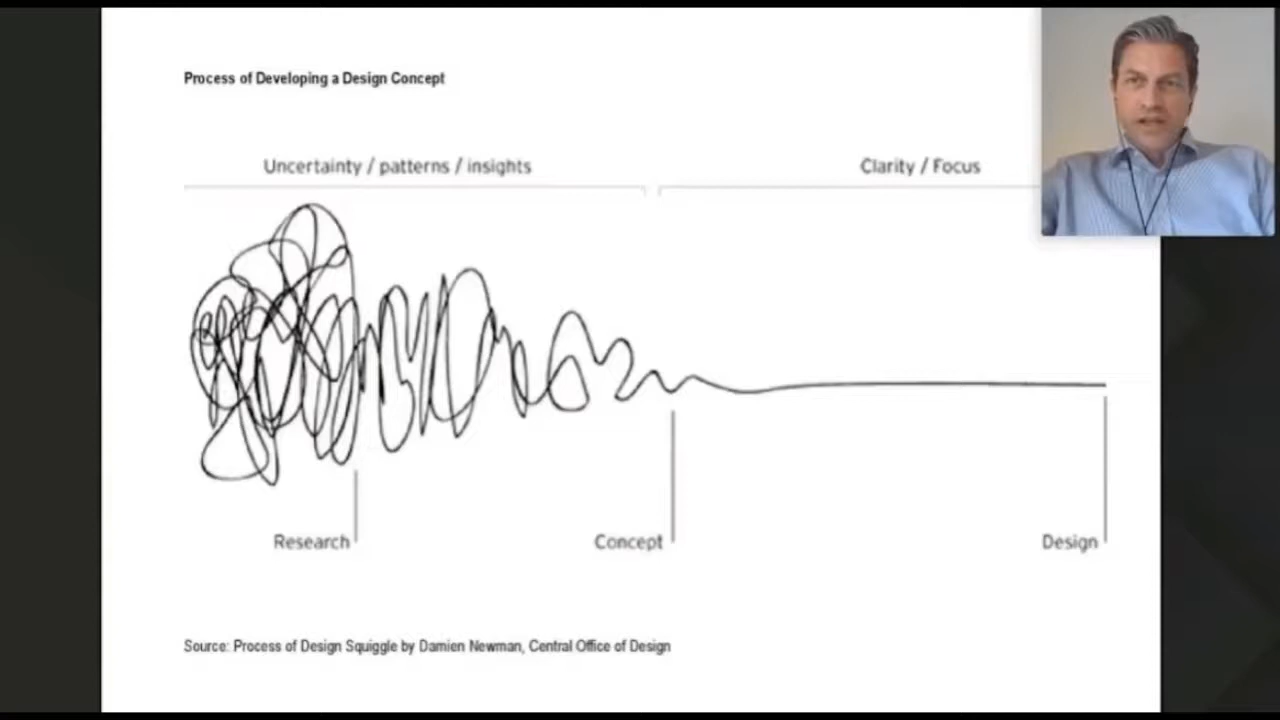 Process of Developing a Design Concept
Uncertainty / patterns / insights
Clarity / Focus
Research
Concept
Design
Source: Process of Design Squiggle by Damien Newman, Central Office of Design